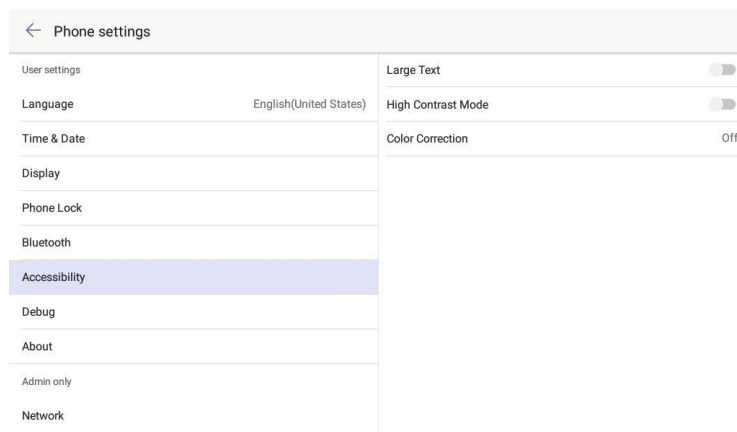 Phone settings
User settings
Language English(United States)
Time & Date
Display
Phone Lock
Bluetooth
Accessibility
Debug
About
Admin only
Network
Large Text
High Contrast Mode
Color Correction Off